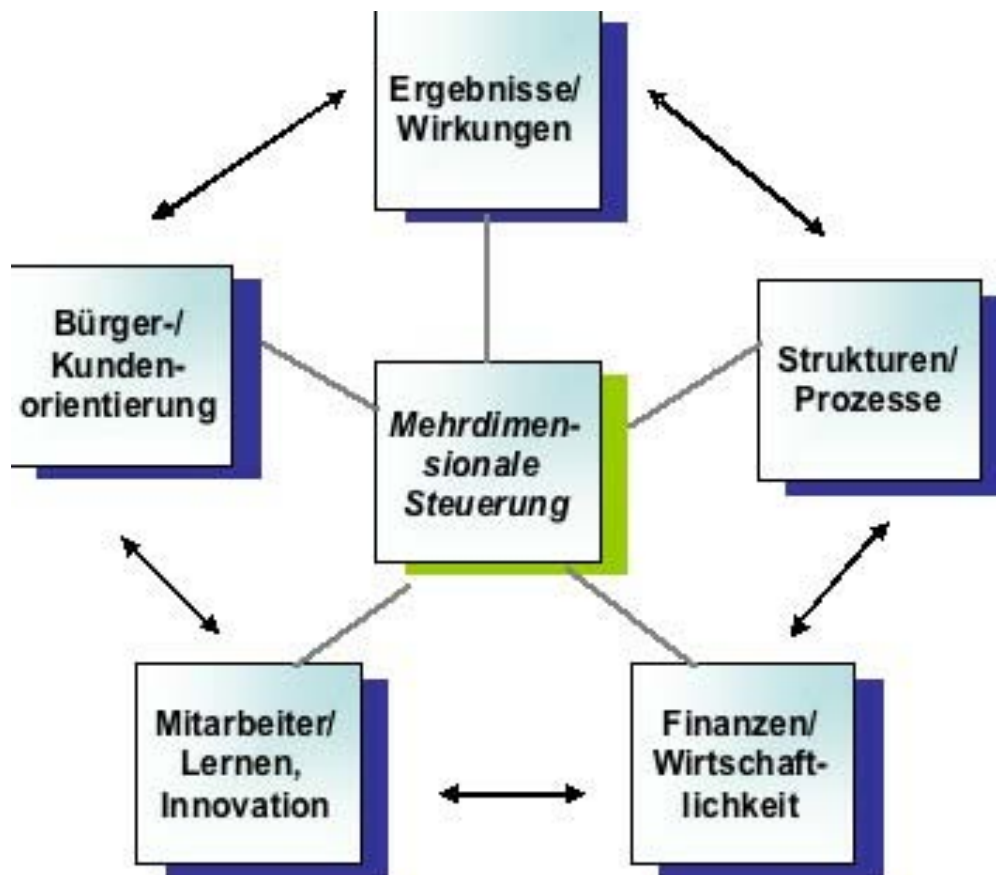 Ergebnisse/
Wirkungen
Bürger-/
Kunden-
orientierung
Strukturen/
Prozesse
Mehrdimen-
sionale
Steuerung
Mitarbeiter/
Lernen,
Innovation
Finanzen/
Wirtschaft-
lichkeit